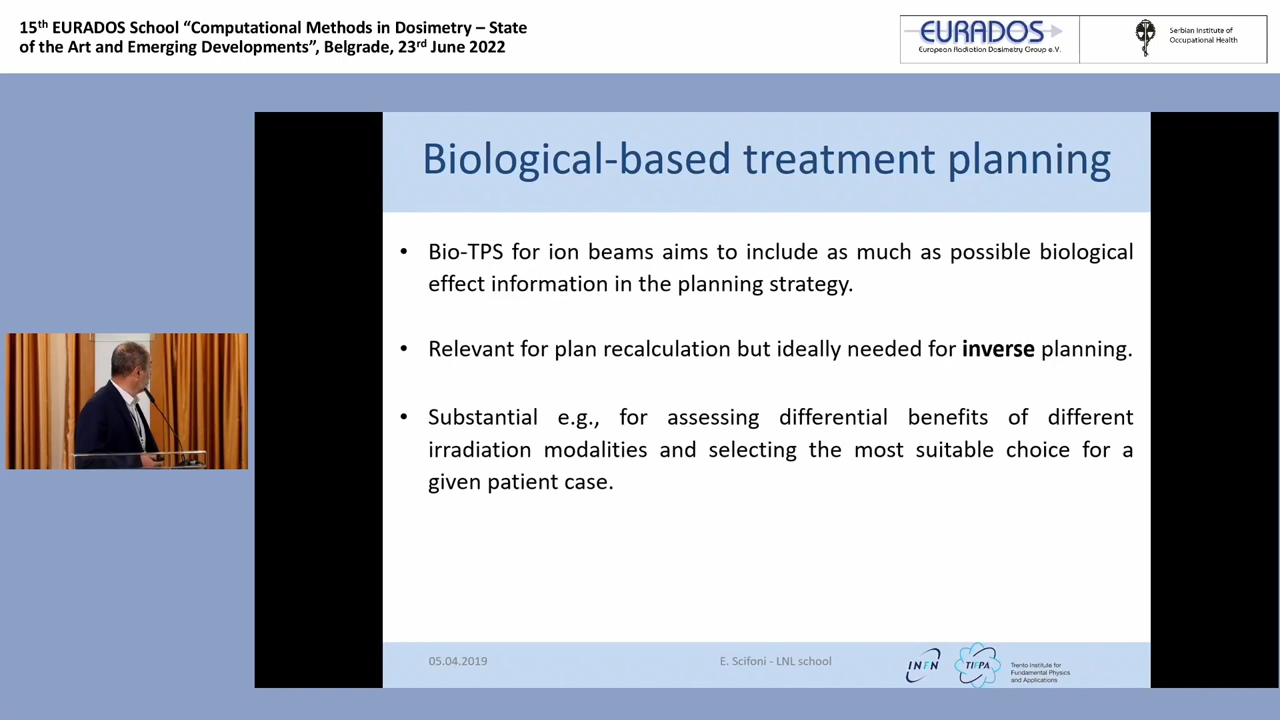 15th EURADOS School “Computational Methods in Dosimetry – State
of the Art and Emerging Developments”, Belgrade, 23rd June 2022
EURADOS
European Radiation Dosimetry Group e.V.
Serbian Institute of
Occupational Health
Biological-based treatment planning
• Bio-TPS for ion beams aims to include as much as possible biological
effect information in the planning strategy.
• Relevant for plan recalculation but ideally needed for inverse planning.
• Substantial e.g., for assessing differential benefits of different
irradiation modalities and selecting the most suitable choice for a
given patient case.
05.04.2019
E. Scifoni - LNL school
INFN
TIFPA
Trento Institute for
Fundamental Physics
and Applications